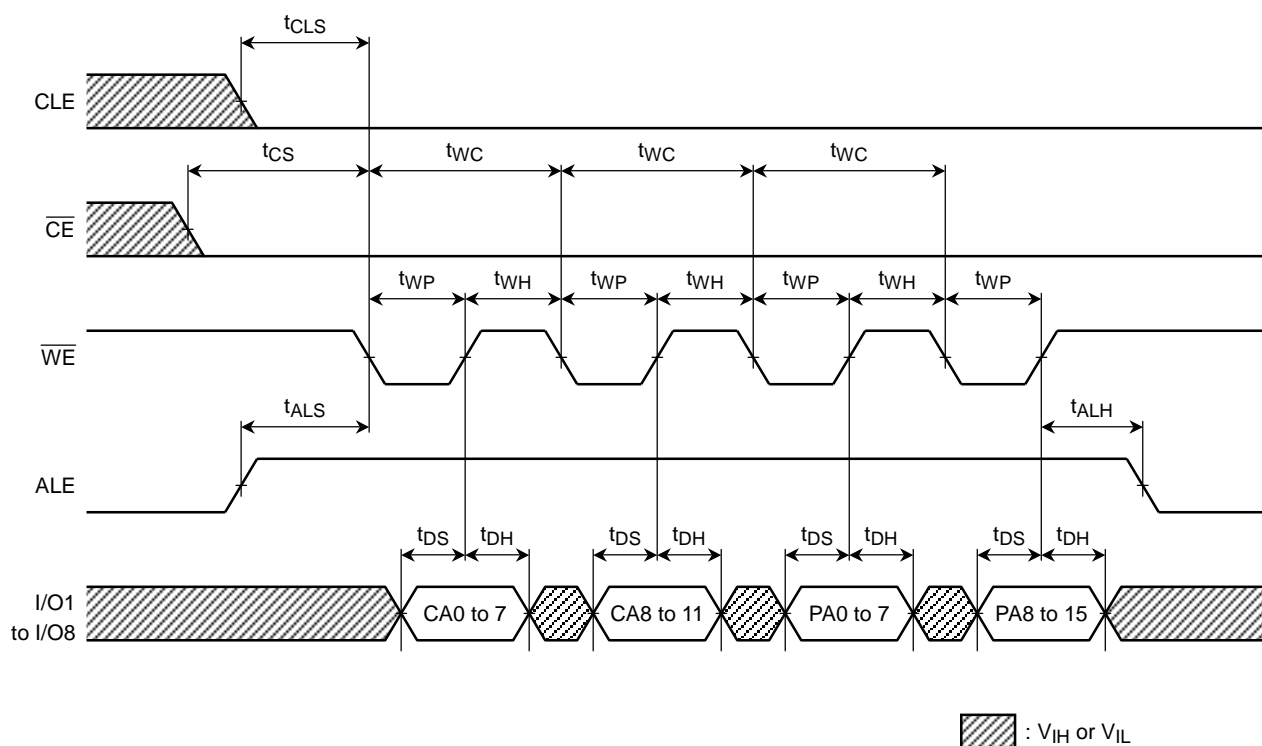 tCLS
CLE
tCS tWC tWC tWC
CE
tWP tWH tWP tWH tWP tWH tWP
WE
tALS tALH
ALE
tDS tDH tDS tDH tDS tDH tDS tDH
I/O1
to I/O8
CA0 to 7 CA8 to 11 PA0 to 7 PA8 to 15
: VIH or VIL